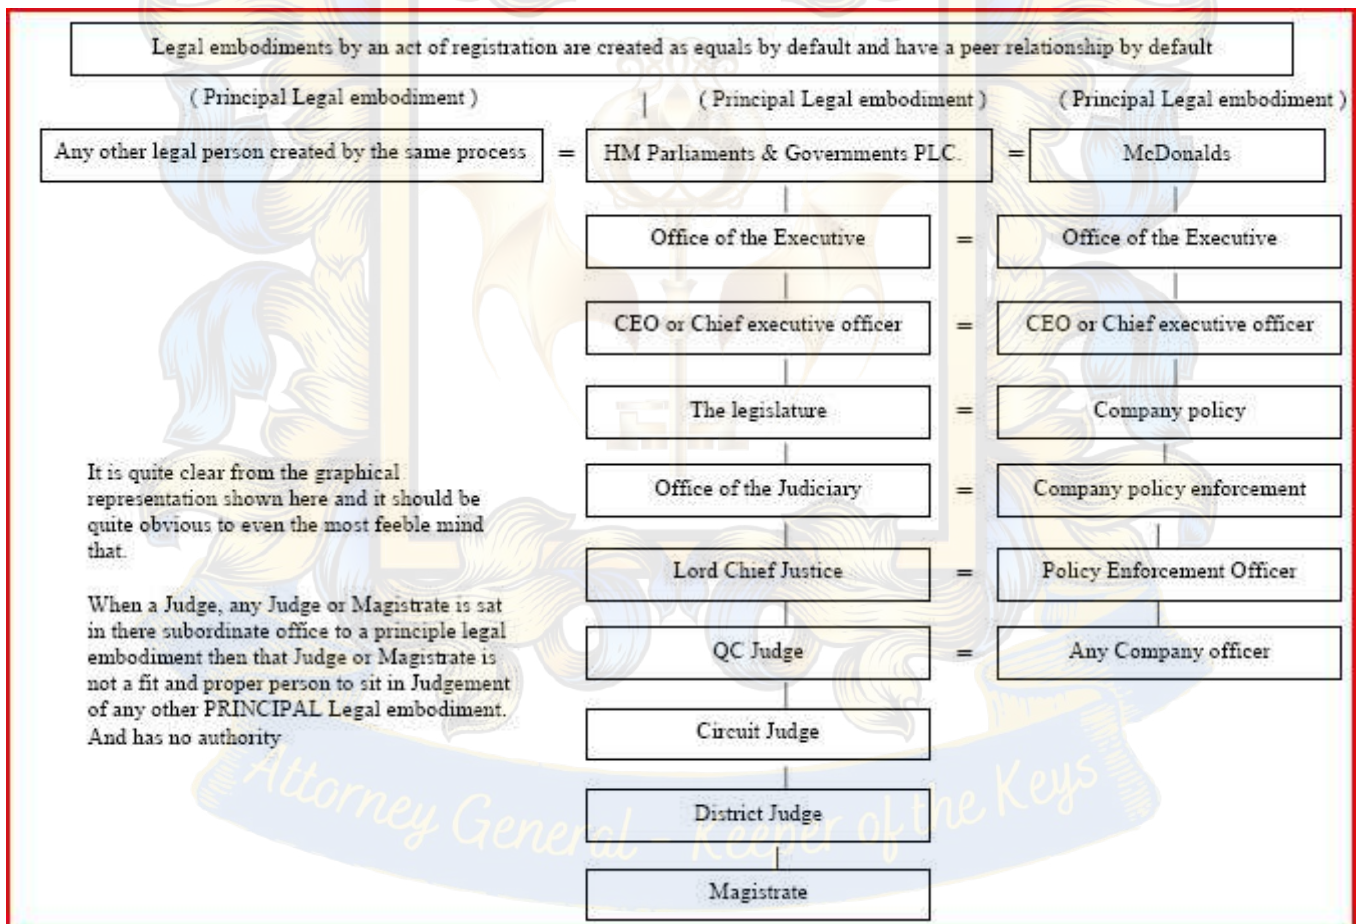 Legal embodiments by an act of registration are created as equals by default and have a peer relationship by default
( Principal Legal embodiment ) ( Principal Legal embodiment ) ( Principal Legal embodiment )
Any other legal person created by the same process = HM Parliaments & Governments PLC. = McDonalds
Office of the Executive = Office of the Executive
CEO or Chief executive officer = CEO or Chief executive officer
The legislature = Company policy
Office of the Judiciary = Company policy enforcement
Lord Chief Justice = Policy Enforcement Officer
QC Judge = Any Company officer
Circuit Judge
District Judge
Magistrate
It is quite clear from the graphical
representation shown here and it should be
quite obvious to even the most feeble mind
that.
When a Judge, any Judge or Magistrate is sat
in there subordinate office to a principle legal
embodiment then that Judge or Magistrate is
not a fit and proper person to sit in Judgement
of any other PRINCIPAL Legal embodiment.
And has no authority
Attorney General - Keeper of the Keys